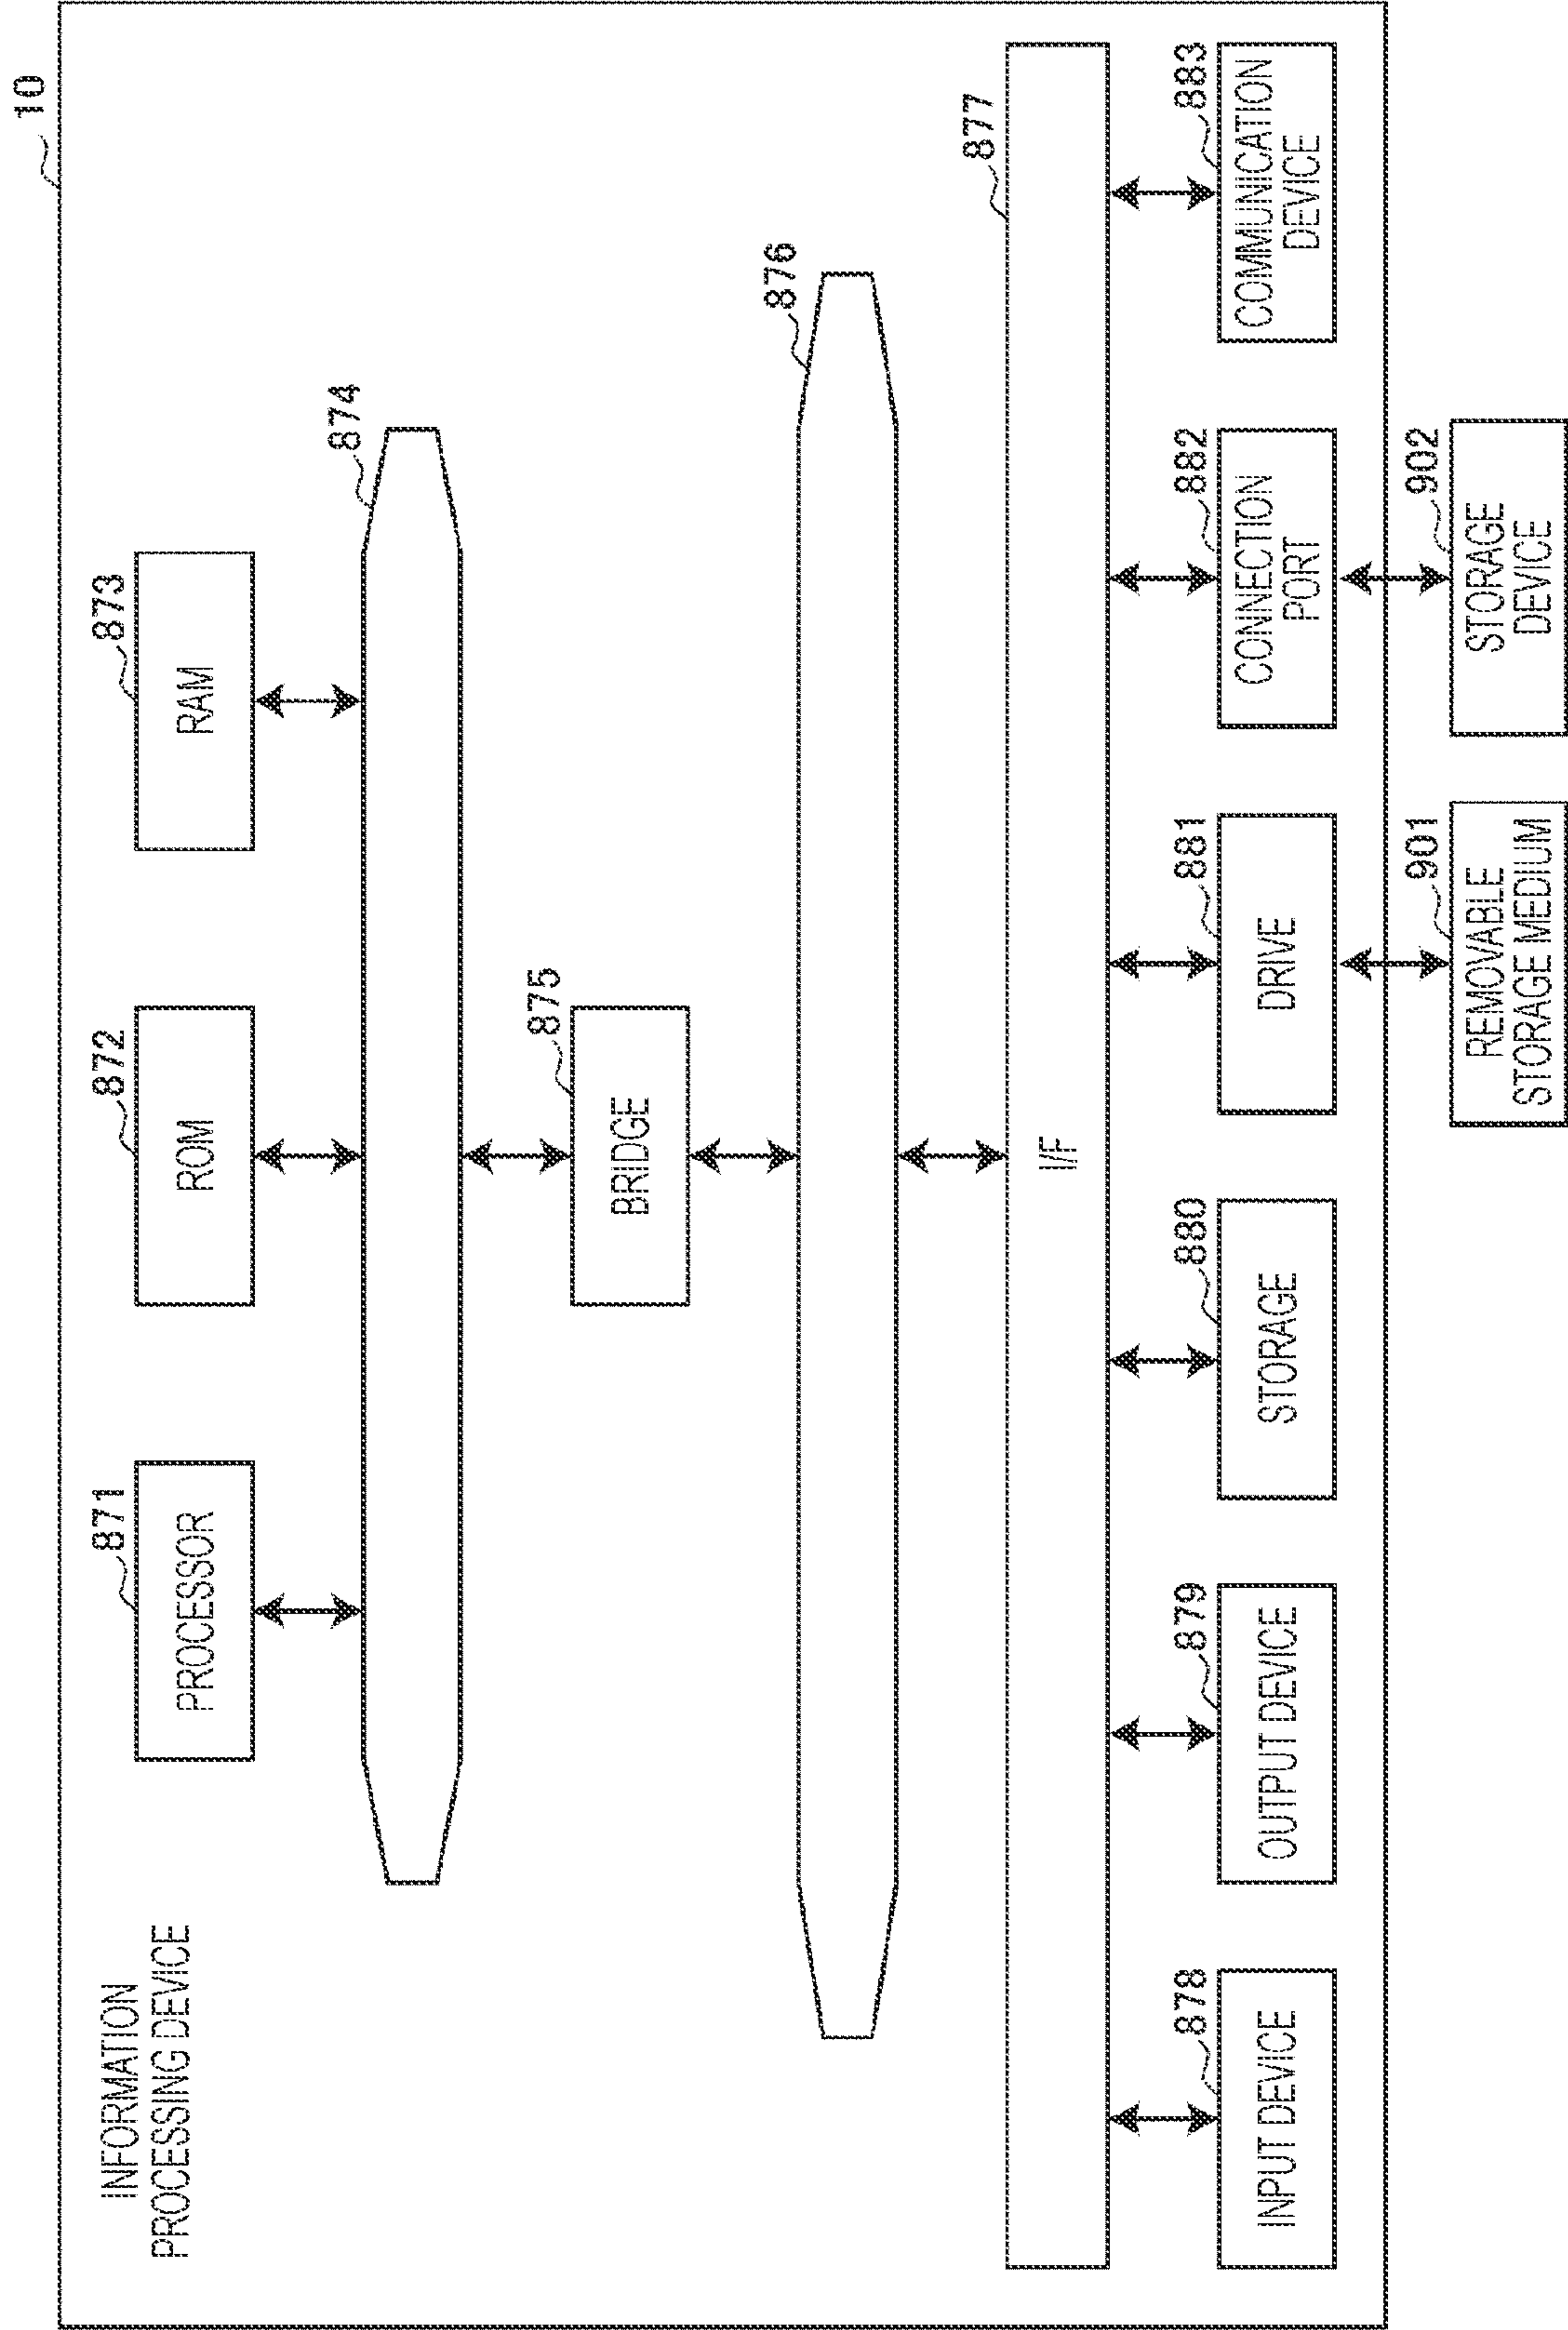 10
INFORMATION
PROCESSING DEVICE
871
872
873
PROCESSOR
ROM
RAM
874
875
BRIDGE
876
877
I/F
878
879
880
881
882
883
INPUT DEVICE
OUTPUT DEVICE
STORAGE
DRIVE
CONNECTION
PORT
COMMUNICATION
DEVICE
901
902
REMOVABLE
STORAGE MEDIUM
STORAGE
DEVICE